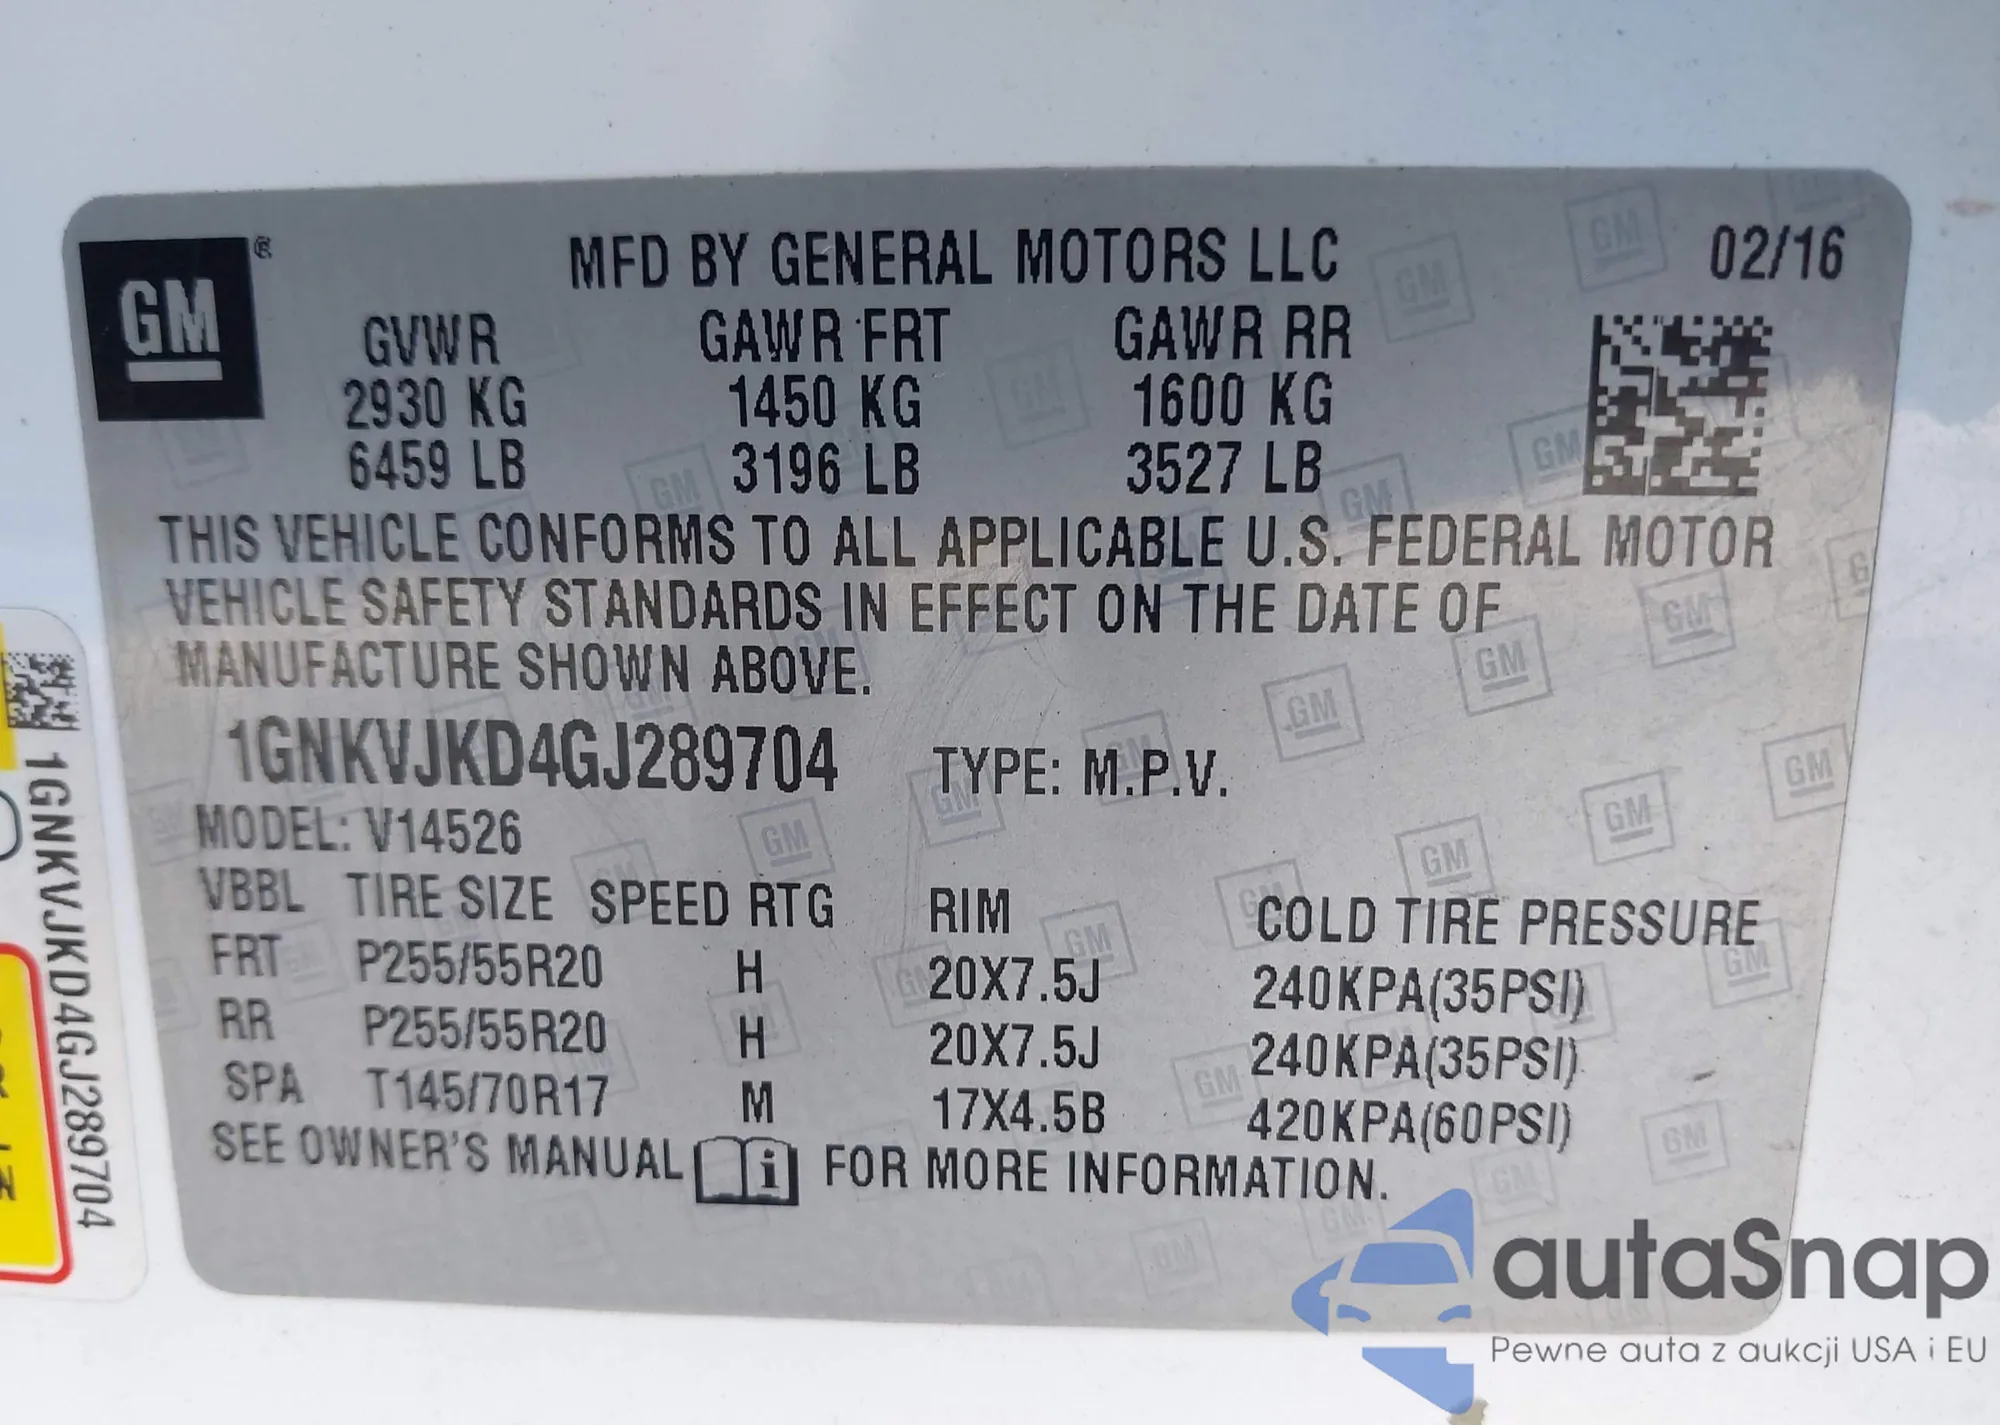 GM ®
MFD BY GENERAL MOTORS LLC 02/16
GVWR GAWR FRT GAWR RR
2930 KG 1450 KG 1600 KG
6459 LB 3196 LB 3527 LB
THIS VEHICLE CONFORMS TO ALL APPLICABLE U.S. FEDERAL MOTOR
VEHICLE SAFETY STANDARDS IN EFFECT ON THE DATE OF
MANUFACTURE SHOWN ABOVE.
1GNKVJKD4GJ289704 TYPE: M.P.V.
MODEL: V14526
VBBL TIRE SIZE SPEED RTG RIM COLD TIRE PRESSURE
FRT P255/55R20 H 20X7.5J 240KPA(35PSI)
RR P255/55R20 H 20X7.5J 240KPA(35PSI)
SPA T145/70R17 M 17X4.5B 420KPA(60PSI)
SEE OWNER'S MANUAL i FOR MORE INFORMATION.
1GNKVJKD4GJ289704
autaSnap
Pewne auta z aukcji USA i EU